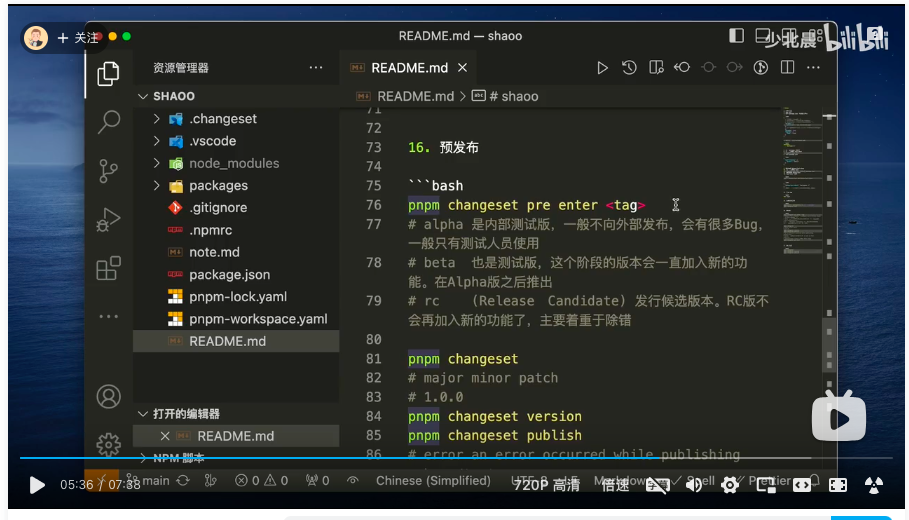 + 关注
README.md — shaoo
少北晨
bilibili
资源管理器
README.md
SHAOO
README.md > # shaoo
.changeset
.vscode
node_modules
packages
.gitignore
.npmrc
note.md
package.json
pnpm-lock.yaml
pnpm-workspace.yaml
README.md
打开的编辑器
README.md
NPM 脚本
71
72
73 16. 预发布
74
75 ```bash
76 pnpm changeset pre enter <tag>
77 # alpha 是内部测试版，一般不向外部发布，会有很多Bug，
一般只有测试人员使用
78 # beta 也是测试版，这个阶段的版本会一直加入新的功
能。在Alpha版之后推出
79 # rc (Release Candidate) 发行候选版本。RC版不
会再加入新的功能了，主要着重于除错
80
81 pnpm changeset
82 # major minor patch
83 # 1.0.0
84 pnpm changeset version
85 pnpm changeset publish
86 # error an error occurred while publishing
main 0 0 0 Chinese (Simplified) UTF-8 LF Markdown Spell Prettier
05:36 / 07:38 720P 高清 倍速